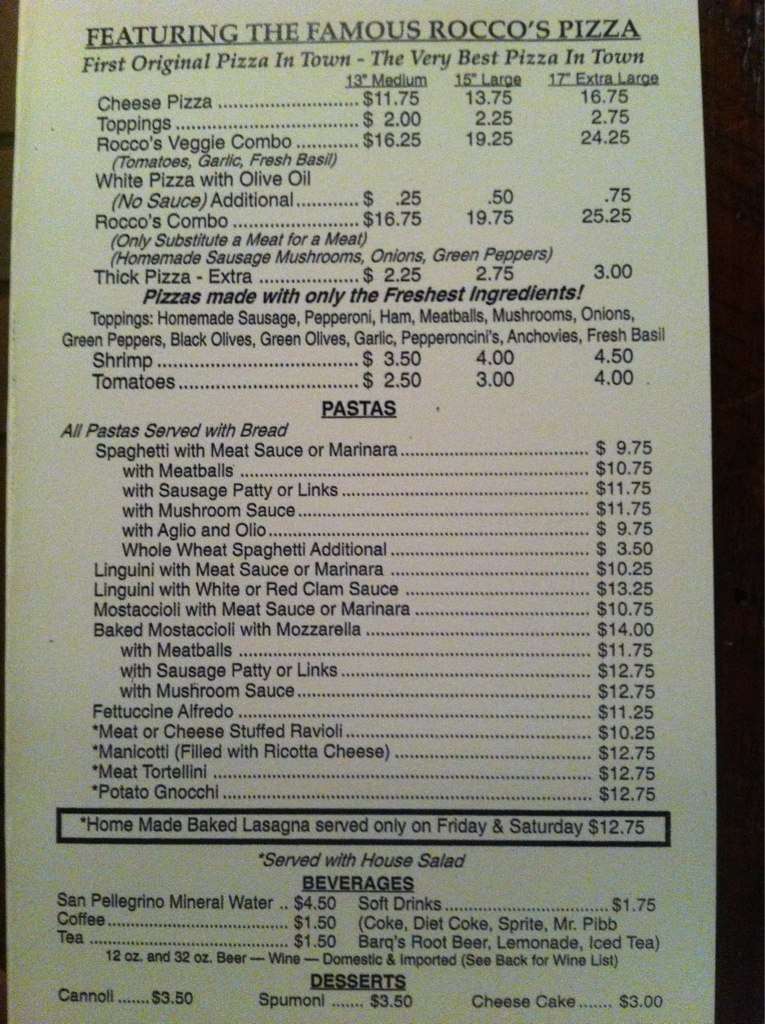 FEATURING THE FAMOUS ROCCO'S PIZZA
First Original Pizza In Town - The Very Best Pizza In Town
13" Medium 15" Large 17" Extra Large
Cheese Pizza ..................... $11.75 13.75 16.75
Toppings ........................... $ 2.00 2.25 2.75
Rocco's Veggie Combo ............ $16.25 19.25 24.25
(Tomatoes, Garlic, Fresh Basil)
White Pizza with Olive Oil
(No Sauce) Additional............ $ .25 .50 .75
Rocco's Combo ..................... $16.75 19.75 25.25
(Only Substitute a Meat for a Meat)
(Homemade Sausage Mushrooms, Onions, Green Peppers)
Thick Pizza - Extra ................. $ 2.25 2.75 3.00
Pizzas made with only the Freshest Ingredients!
Toppings: Homemade Sausage, Pepperoni, Ham, Meatballs, Mushrooms, Onions,
Green Peppers, Black Olives, Green Olives, Garlic, Pepperoncini's, Anchovies, Fresh Basil
Shrimp ................................. $ 3.50 4.00 4.50
Tomatoes.............................. $ 2.50 3.00 4.00
PASTAS
All Pastas Served with Bread
Spaghetti with Meat Sauce or Marinara................................ $ 9.75
with Meatballs ........................................................ $10.75
with Sausage Patty or Links......................................... $11.75
with Mushroom Sauce................................................ $11.75
with Aglio and Olio.................................................... $ 9.75
Whole Wheat Spaghetti Additional ................................. $ 3.50
Linguini with Meat Sauce or Marinara .................................. $10.25
Linguini with White or Red Clam Sauce ............................... $13.25
Mostaccioli with Meat Sauce or Marinara ............................. $10.75
Baked Mostaccioli with Mozzarella ..................................... $14.00
with Meatballs .......................................................... $11.75
with Sausage Patty or Links......................................... $12.75
with Mushroom Sauce................................................ $12.75
Fettuccine Alfredo .......................................................... $11.25
*Meat or Cheese Stuffed Ravioli......................................... $10.25
*Manicotti (Filled with Ricotta Cheese) ................................ $12.75
*Meat Tortellini .............................................................. $12.75
*Potato Gnocchi ............................................................ $12.75
*Home Made Baked Lasagna served only on Friday & Saturday $12.75
*Served with House Salad
BEVERAGES
San Pellegrino Mineral Water .. $4.50 Soft Drinks........................... $1.75
Coffee.............................. $1.50 (Coke, Diet Coke, Sprite, Mr. Pibb
Tea ................................. $1.50 Barq's Root Beer, Lemonade, Iced Tea)
12 oz. and 32 oz. Beer — Wine — Domestic & Imported (See Back for Wine List)
DESSERTS
Cannoli .......$3.50 Spumoni ....... $3.50 Cheese Cake....... $3.00